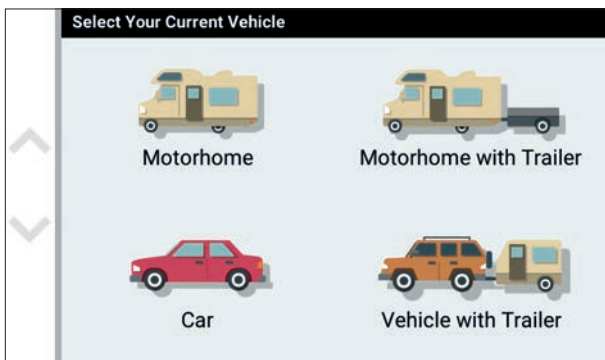 Select Your Current Vehicle
Motorhome
Motorhome with Trailer
Car
Vehicle with Trailer